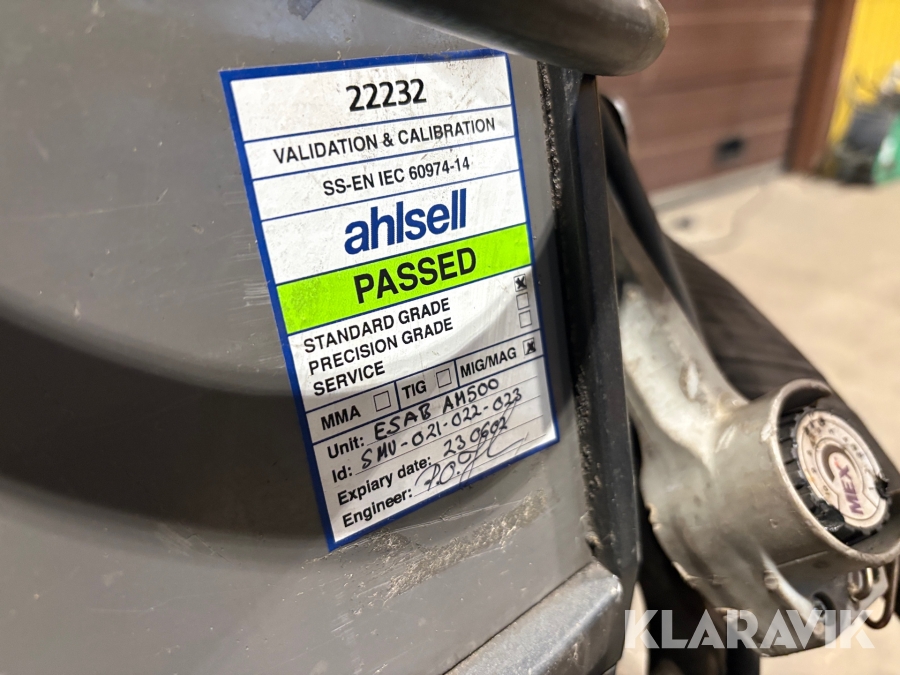 22232
VALIDATION & CALIBRATION
SS-EN IEC 60974-14
ahlsell
PASSED
STANDARD GRADE
PRECISION GRADE
SERVICE
MMA TIG MIG/MAG
Unit: ESAB AM500
Id: SMU-021-022-023
Expiary date: 230602
Engineer: P.O.
MEX
KLARAVIK